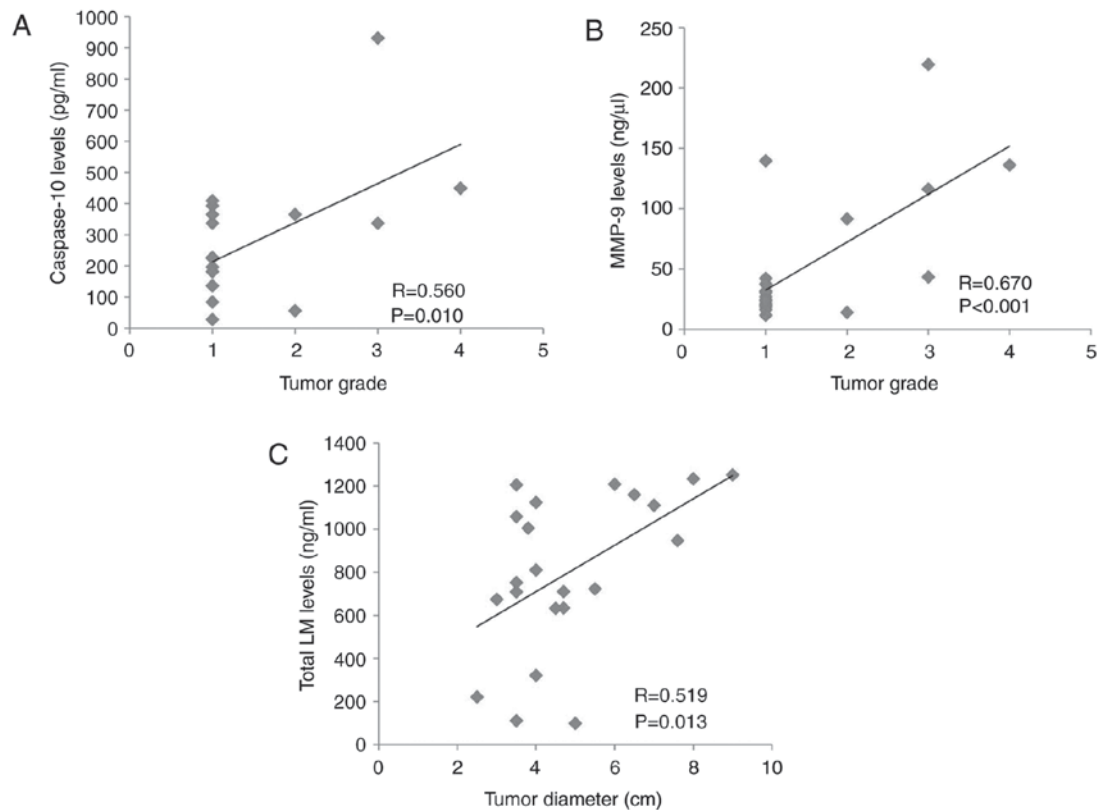 A
Caspase-10 levels (pg/ml)
1000
900
800
700
600
500
400
300
200
100
0
0 1 2 3 4 5
R=0.560
P=0.010
Tumor grade
B
MMP-9 levels (ng/µl)
250
200
150
100
50
0
0 1 2 3 4 5
R=0.670
P<0.001
Tumor grade
C
Total LM levels (ng/ml)
1400
1200
1000
800
600
400
200
0
0 2 4 6 8 10
R=0.519
P=0.013
Tumor diameter (cm)